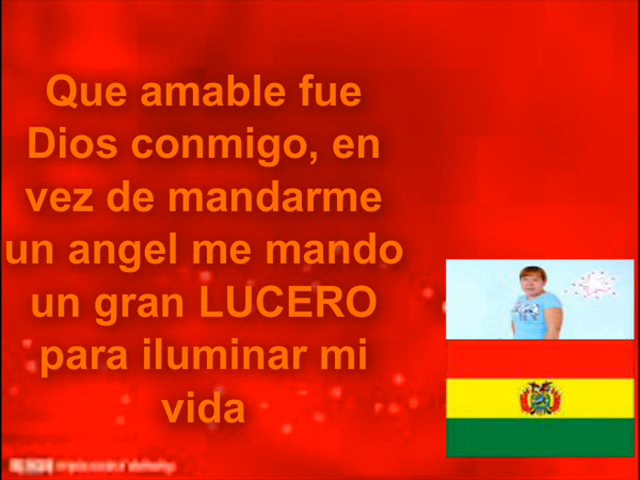 Que amable fue
Dios conmigo, en
vez de mandarme
un angel me mando
un gran LUCERO
para iluminar mi
vida